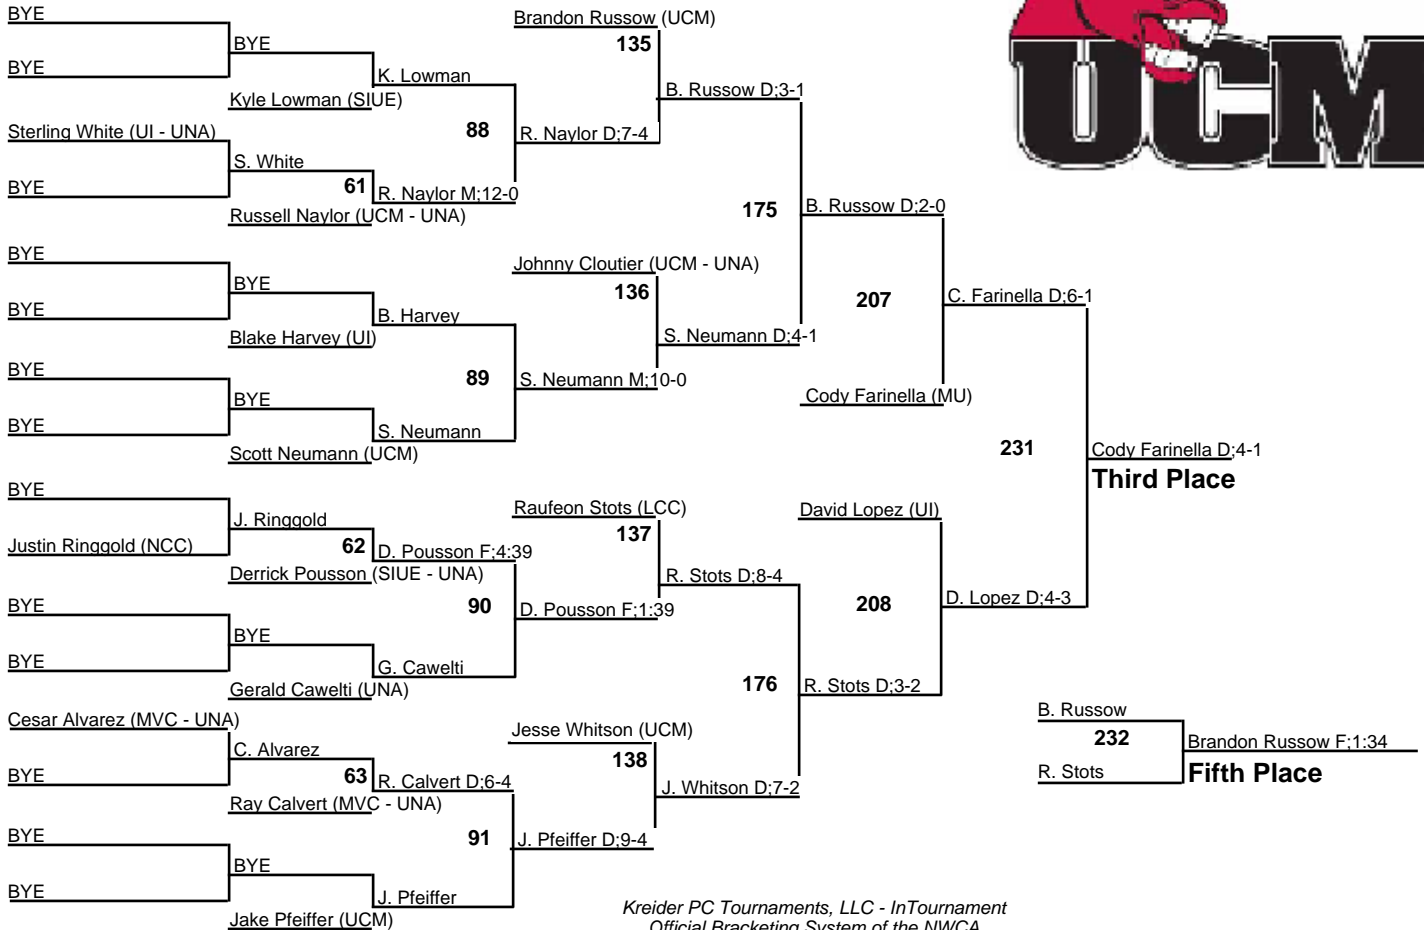 BYE
Brandon Russow (UCM)
135
BYE
BYE
K. Lowman
B. Russow D;3-1
Kyle Lowman (SIUE)
UCM
Sterling White (UI - UNA)
88
R. Naylor D;7-4
S. White
BYE
61
R. Naylor M;12-0
175
B. Russow D;2-0
Russell Naylor (UCM - UNA)
BYE
Johnny Cloutier (UCM - UNA)
BYE
136
207
C. Farinella D;6-1
BYE
B. Harvey
Blake Harvey (UI)
S. Neumann D;4-1
BYE
89
S. Neumann M;10-0
Cody Farinella (MU)
BYE
BYE
S. Neumann
231
Cody Farinella D;4-1
Scott Neumann (UCM)
Third Place
BYE
Raufeon Stots (LCC)
David Lopez (UI)
J. Ringgold
137
Justin Ringgold (NCC)
62
D. Pousson F;4:39
Derrick Pousson (SIUE - UNA)
R. Stots D;8-4
BYE
90
D. Pousson F;1:39
208
D. Lopez D;4-3
BYE
BYE
G. Cawelti
176
R. Stots D;3-2
Gerald Cawelti (UNA)
Cesar Alvarez (MVC - UNA)
Jesse Whitson (UCM)
B. Russow
C. Alvarez
138
232
Brandon Russow F;1:34
BYE
63
R. Calvert D;6-4
J. Whitson D;7-2
R. Stots
Fifth Place
Ray Calvert (MVC - UNA)
BYE
91
J. Pfeiffer D;9-4
BYE
BYE
J. Pfeiffer
Jake Pfeiffer (UCM)
Kreider PC Tournaments, LLC - InTournament
Official Bracketing System of the NWCA